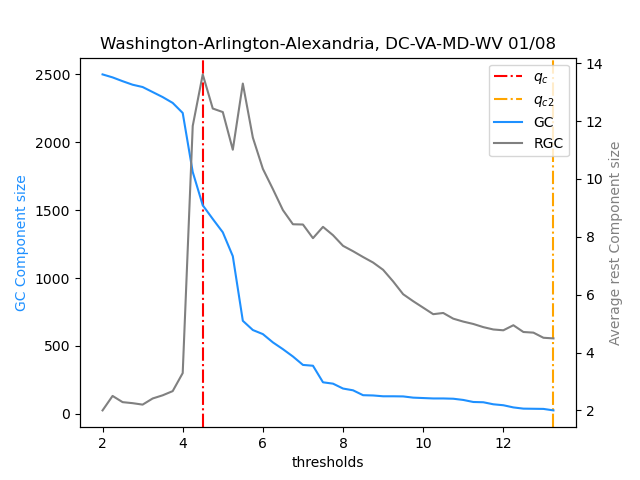 Washington-Arlington-Alexandria, DC-VA-MD-WV 01/08
q_c
q_{c2}
GC
RGC
2500
2000
1500
1000
500
0
GC Component size
14
12
10
8
6
4
2
Average rest Component size
2 4 6 8 10 12
thresholds